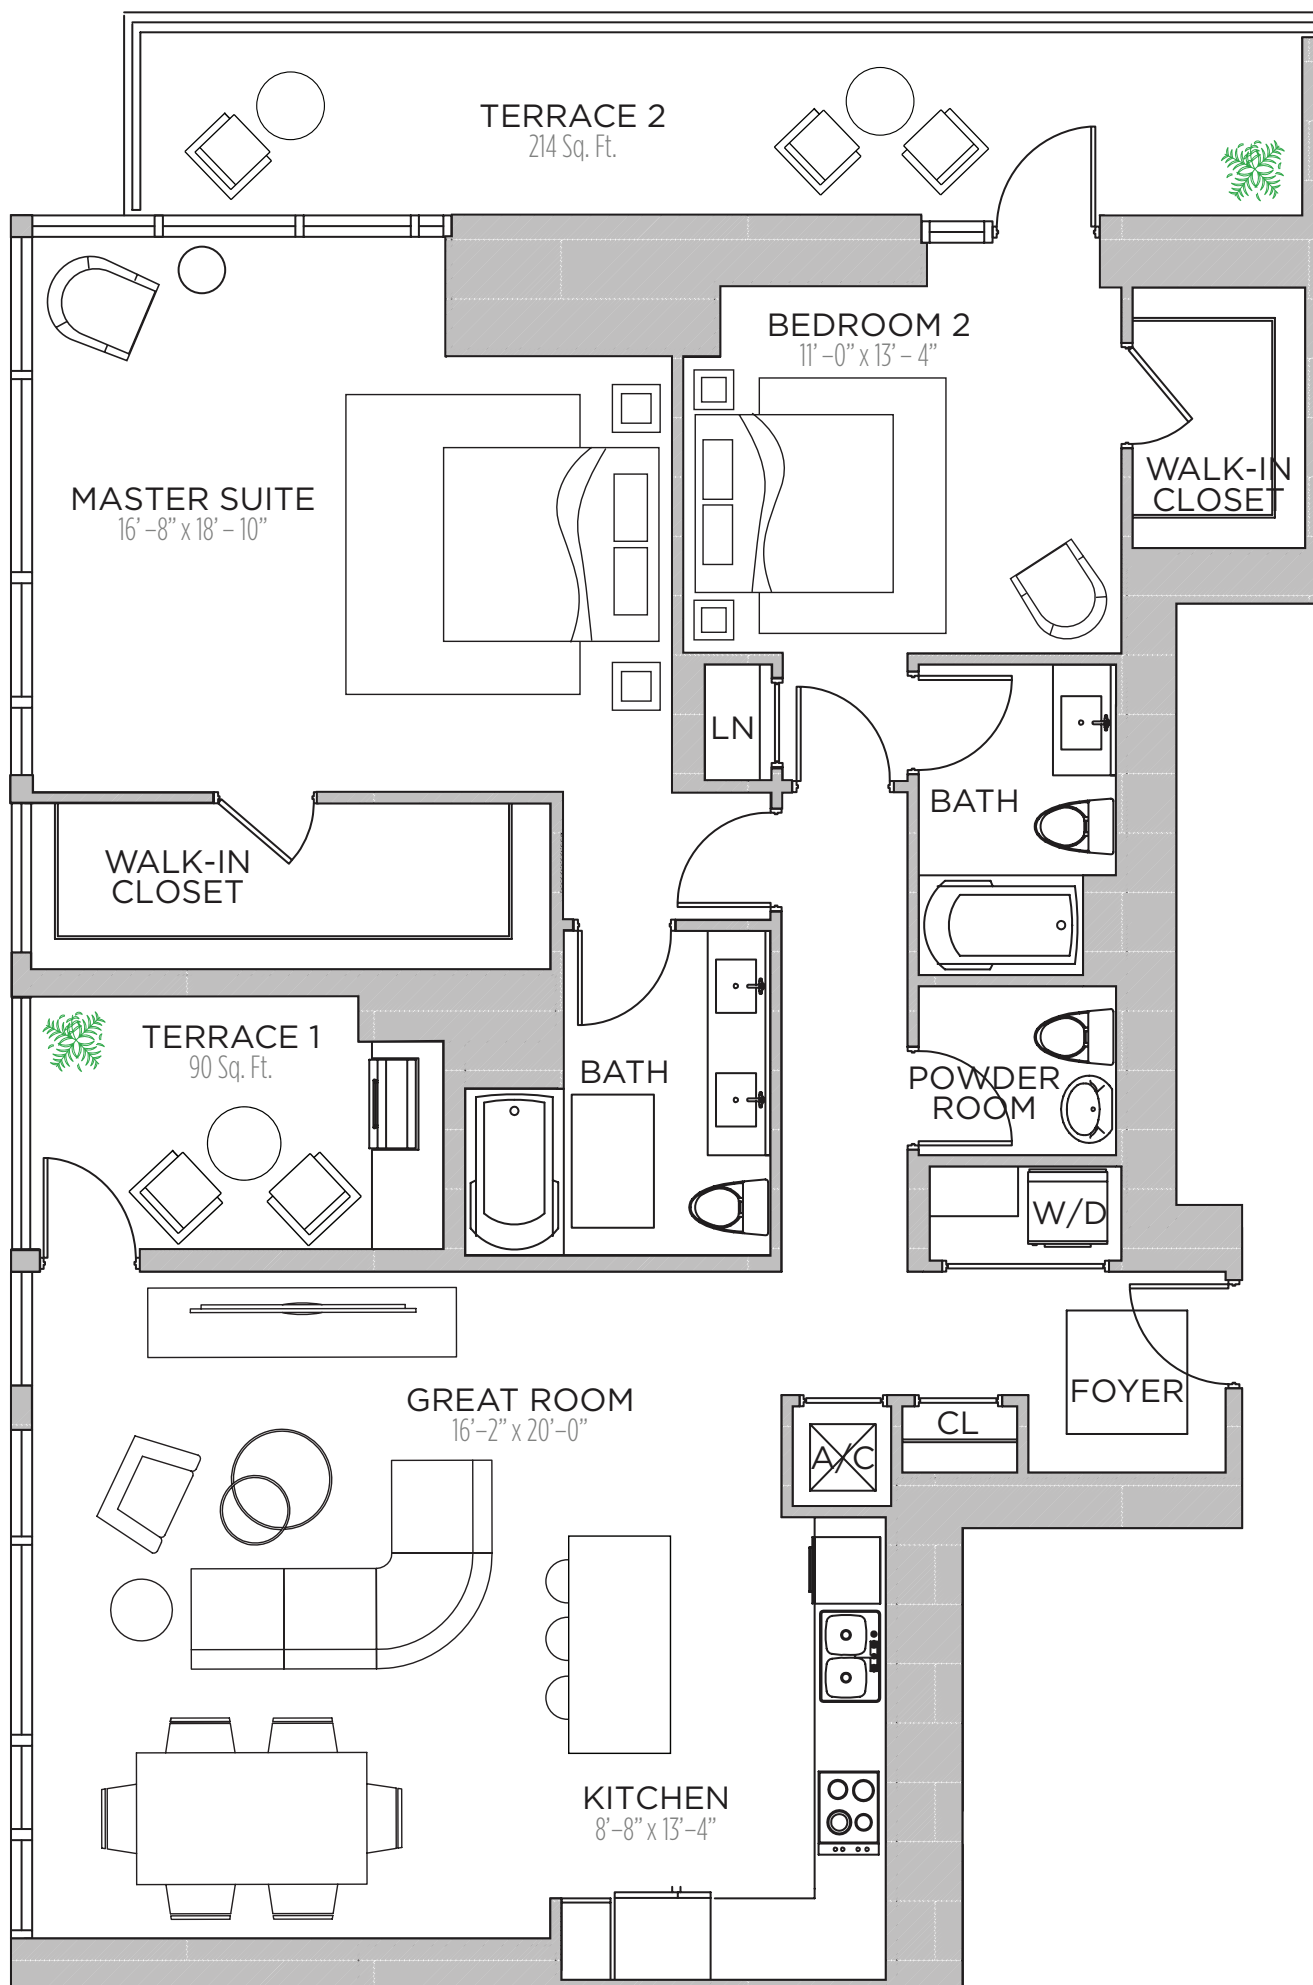 TERRACE 2
214 Sq. Ft.
BEDROOM 2
11’–0” x 13’– 4”
WALK-IN
CLOSET
MASTER SUITE
16’–8” x 18’– 10”
LN
BATH
WALK-IN
CLOSET
TERRACE 1
90 Sq. Ft.
BATH
POWDER
ROOM
W/D
FOYER
GREAT ROOM
16’–2” x 20’–0”
CL
A/C
KITCHEN
8’–8” x 13’–4”